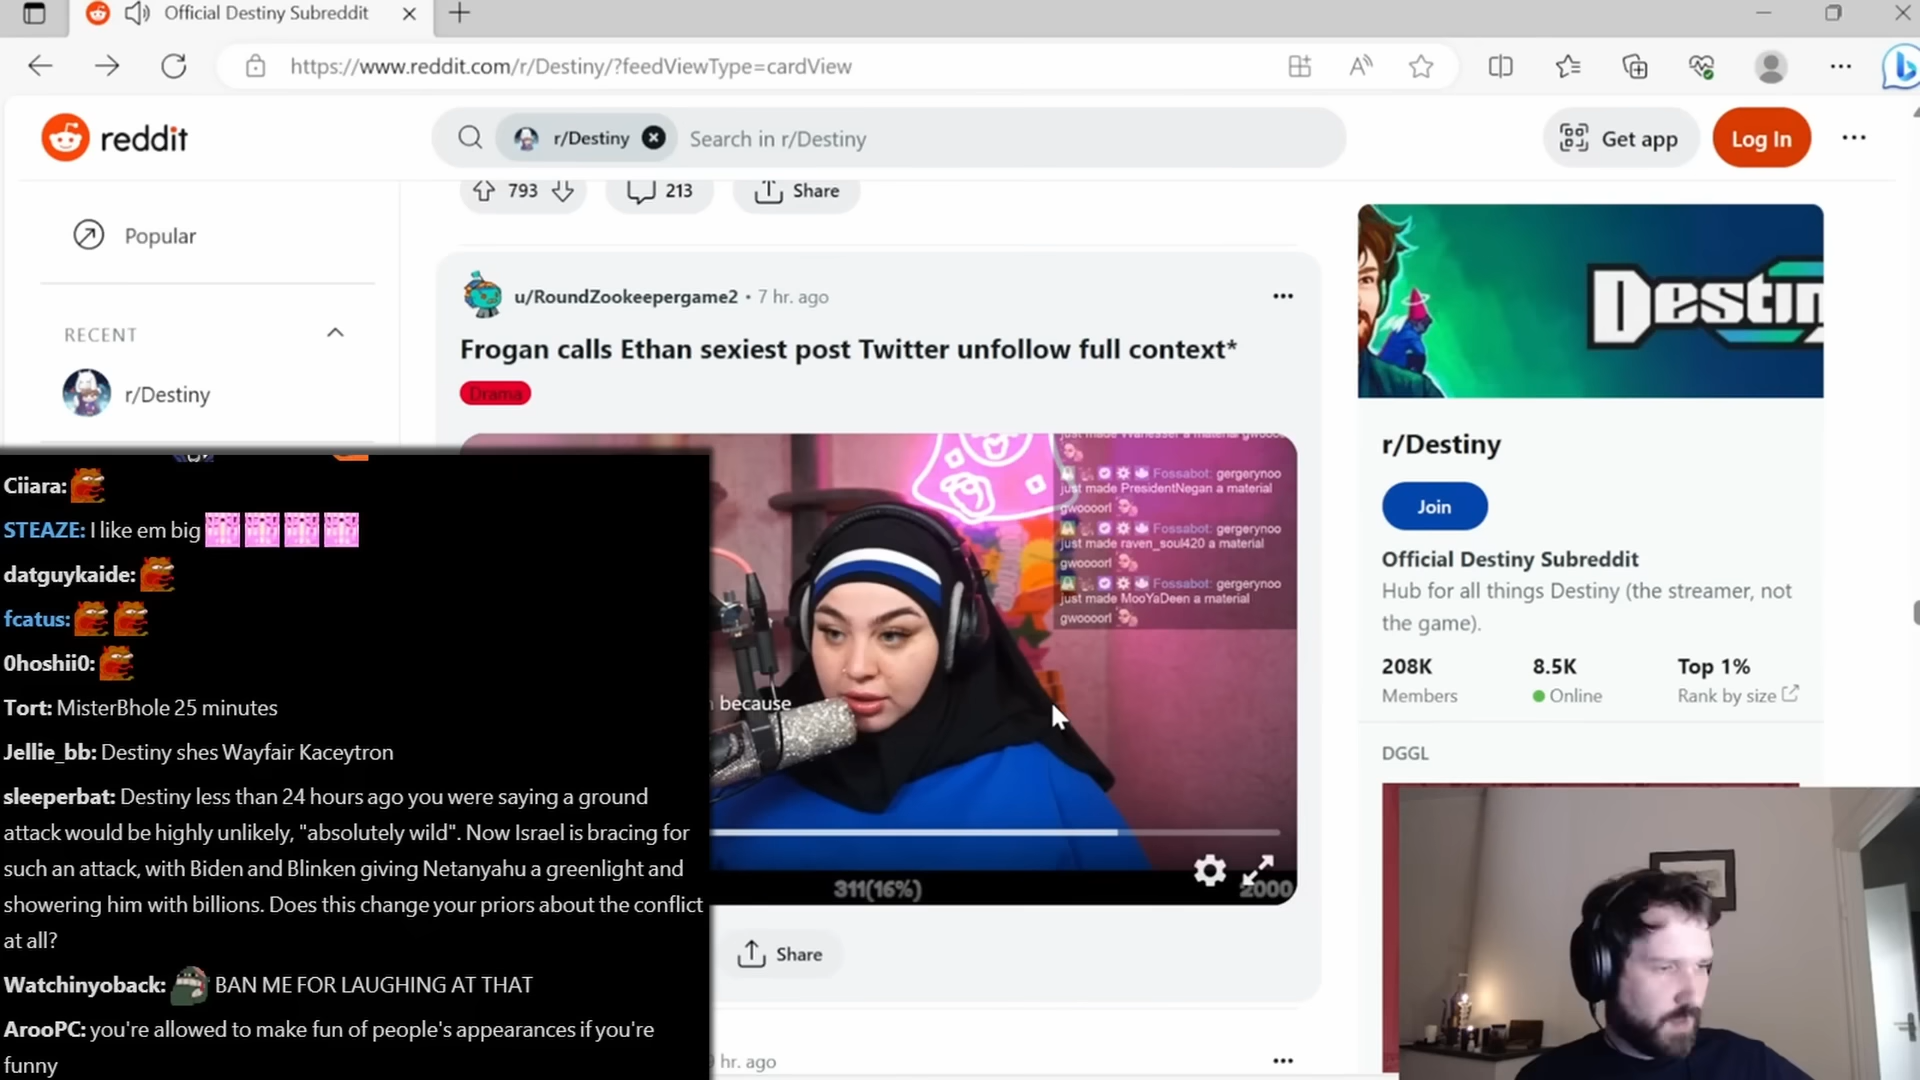 Official Destiny Subreddit
https://www.reddit.com/r/Destiny/?feedViewType=cardView
reddit
r/Destiny
Search in r/Destiny
Get app
Log In
793
213
Share
Popular
RECENT
r/Destiny
u/RoundZookeepergame2 • 7 hr. ago
Frogan calls Ethan sexiest post Twitter unfollow full context*
Drama
Fossabot: gergerynoo
just made PresidentNegan a material
gwoooorl
Fossabot: gergerynoo
just made raven_soul420 a material
gwoooorl
Fossabot: gergerynoo
just made MooYaDeen a material
gwoooorl
because
311(16%)
2000
Share
hr. ago
r/Destiny
Join
Official Destiny Subreddit
Hub for all things Destiny (the streamer, not
the game).
208K
Members
8.5K
Online
Top 1%
Rank by size
DGGL
Ciiara:
STEAZE: I like em big
datguykaide:
fcatus:
0hoshii0:
Tort: MisterBhole 25 minutes
Jellie_bb: Destiny shes Wayfair Kaceytron
sleeperbat: Destiny less than 24 hours ago you were saying a ground
attack would be highly unlikely, "absolutely wild". Now Israel is bracing for
such an attack, with Biden and Blinken giving Netanyahu a greenlight and
showering him with billions. Does this change your priors about the conflict
at all?
Watchinyoback: BAN ME FOR LAUGHING AT THAT
ArooPC: you're allowed to make fun of people's appearances if you're
funny